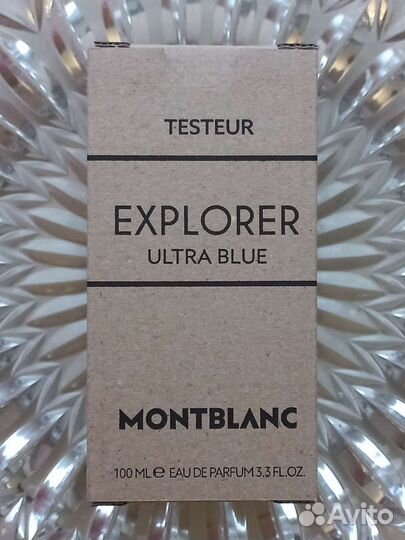 TESTEUR
EXPLORER
ULTRA BLUE
MONTBLANC
100 ML ℮ EAU DE PARFUM 3.3 FL.OZ.
Avito